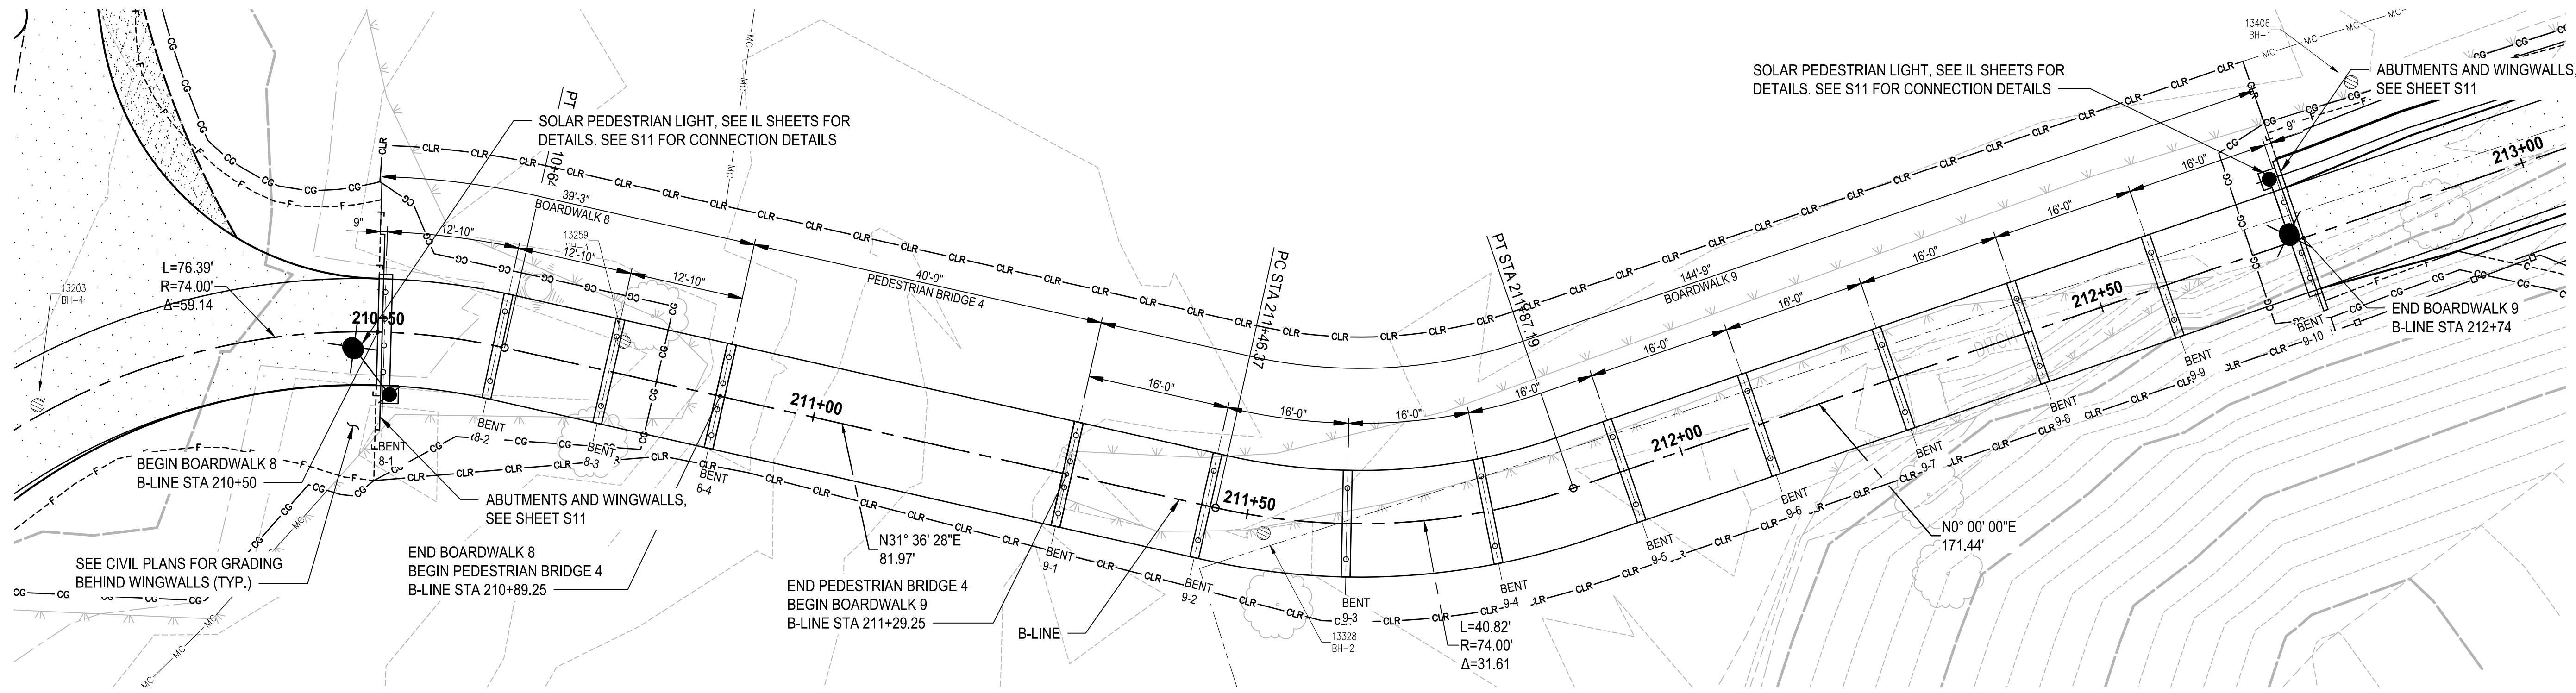 13406
BH-1
MC
MC
MC
SOLAR PEDESTRIAN LIGHT, SEE IL SHEETS FOR
DETAILS. SEE S11 FOR CONNECTION DETAILS
ABUTMENTS AND WINGWALLS,
SEE SHEET S11
SOLAR PEDESTRIAN LIGHT, SEE IL SHEETS FOR
DETAILS. SEE S11 FOR CONNECTION DETAILS
PT
10+64
39'-3"
BOARDWALK 8
9"
12'-10"
12'-10"
12'-10"
13259
40'-0"
PEDESTRIAN BRIDGE 4
PC STA 211+46.37
PT STA 211+87.19
144'-9"
BOARDWALK 9
9"
16'-0"
16'-0"
16'-0"
16'-0"
16'-0"
16'-0"
16'-0"
16'-0"
16'-0"
L=76.39'
R=74.00'
Δ=59.14
13203
BH-4
210+50
211+00
211+50
212+00
212+50
213+00
DITCH
END BOARDWALK 9
B-LINE STA 212+74
BEGIN BOARDWALK 8
B-LINE STA 210+50
BENT
8-1
BENT
8-2
BENT
8-3
BENT
8-4
BENT
9-1
BENT
9-2
BENT
9-3
BENT
9-4
BENT
9-5
BENT
9-6
BENT
9-7
BENT
9-8
BENT
9-9
BENT
9-10
ABUTMENTS AND WINGWALLS,
SEE SHEET S11
SEE CIVIL PLANS FOR GRADING
BEHIND WINGWALLS (TYP.)
END BOARDWALK 8
BEGIN PEDESTRIAN BRIDGE 4
B-LINE STA 210+89.25
N31° 36' 28"E
81.97'
END PEDESTRIAN BRIDGE 4
BEGIN BOARDWALK 9
B-LINE STA 211+29.25
B-LINE
13328
BH-2
L=40.82'
R=74.00'
Δ=31.61
N0° 00' 00"E
171.44'